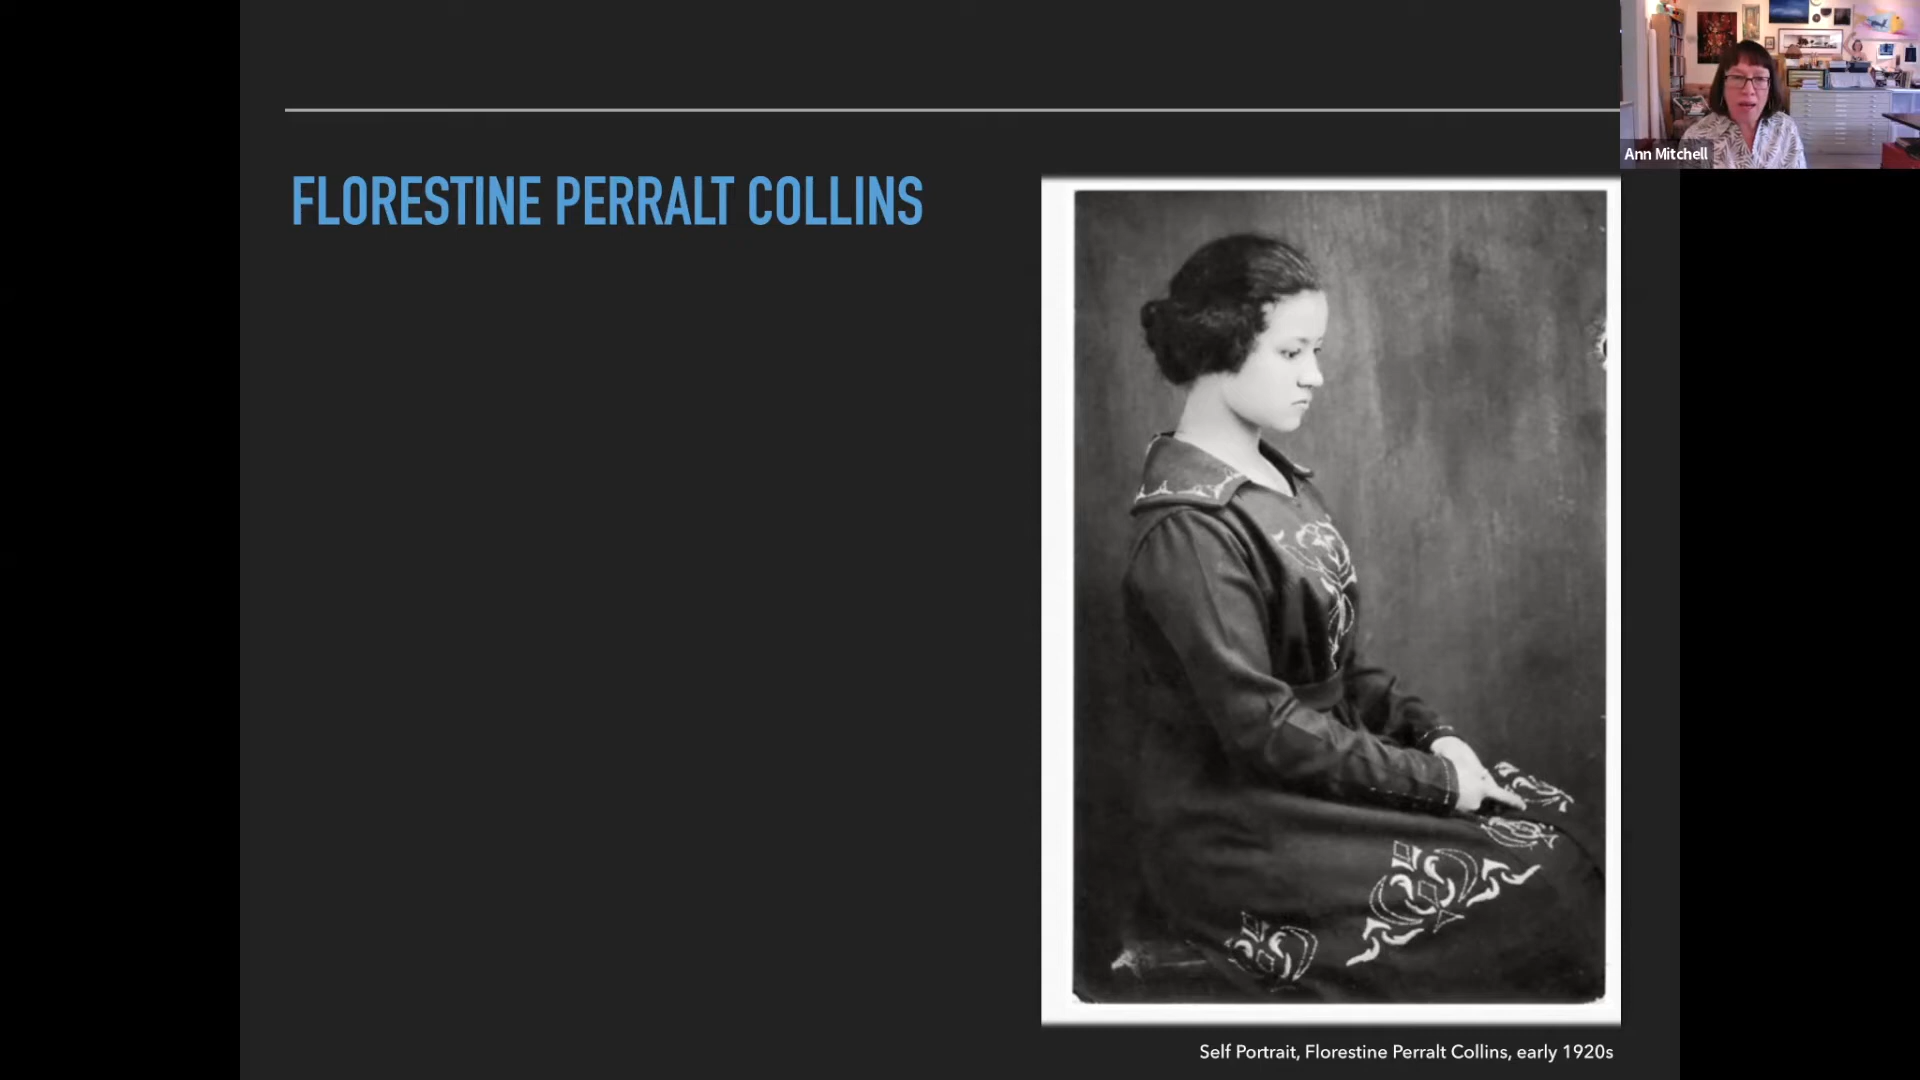 FLORESTINE PERRALT COLLINS
Ann Mitchell
Self Portrait, Florestine Perralt Collins, early 1920s